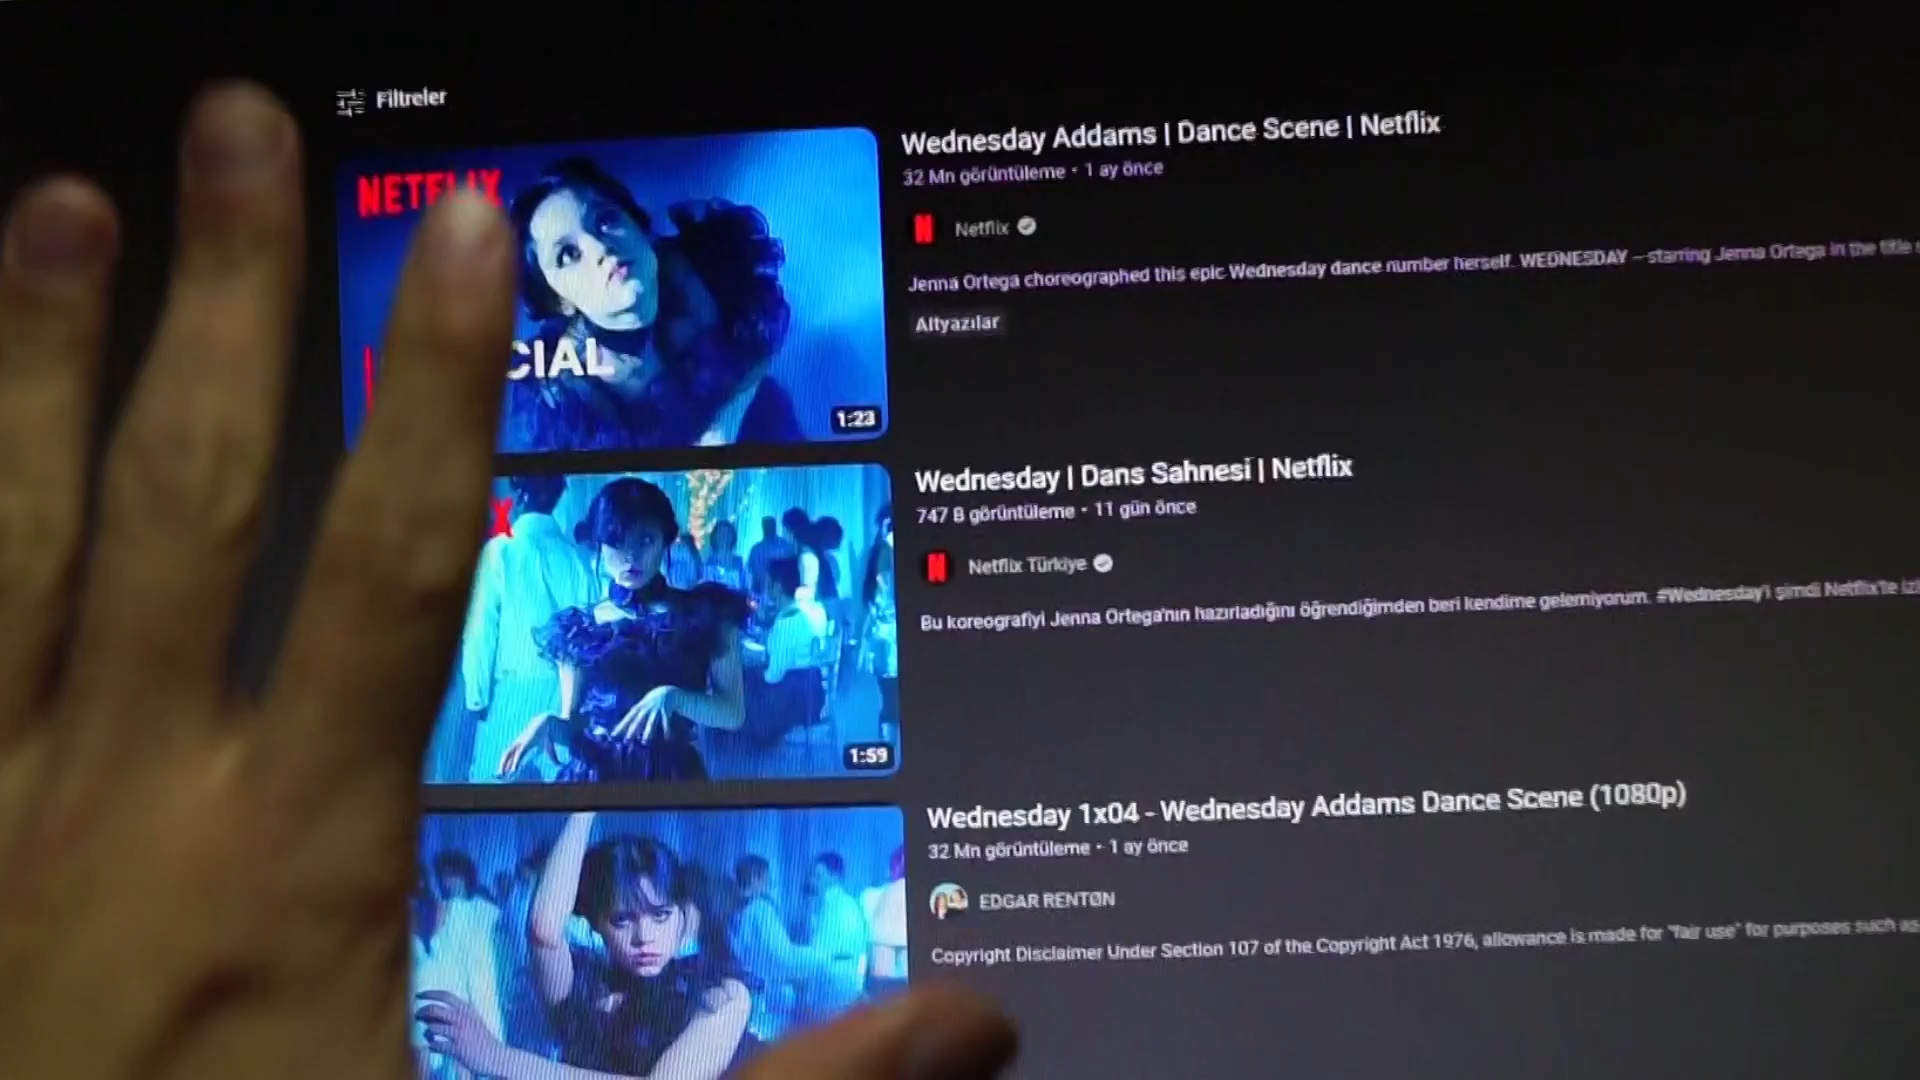 Filtreler
NETFLIX
CIAL
1:23
Wednesday Addams | Dance Scene | Netflix
32 Mn görüntüleme • 1 ay önce
N Netflix
Jenna Ortega choreographed this epic Wednesday dance number herself. WEDNESDAY – starring Jenna Ortega in the title
Altyazılar
X
1:59
Wednesday | Dans Sahnesi | Netflix
747 B görüntüleme • 11 gün önce
N Netflix Türkiye
Bu koreografiyi Jenna Ortega'nın hazırladığını öğrendiğimden beri kendime gelemiyorum. #Wednesday'i şimdi Netflix'te
Wednesday 1x04 - Wednesday Addams Dance Scene (1080p)
32 Mn görüntüleme • 1 ay önce
EDGAR RENTON
Copyright Disclaimer Under Section 107 of the Copyright Act 1976, allowance is made for "fair use" for purposes such as